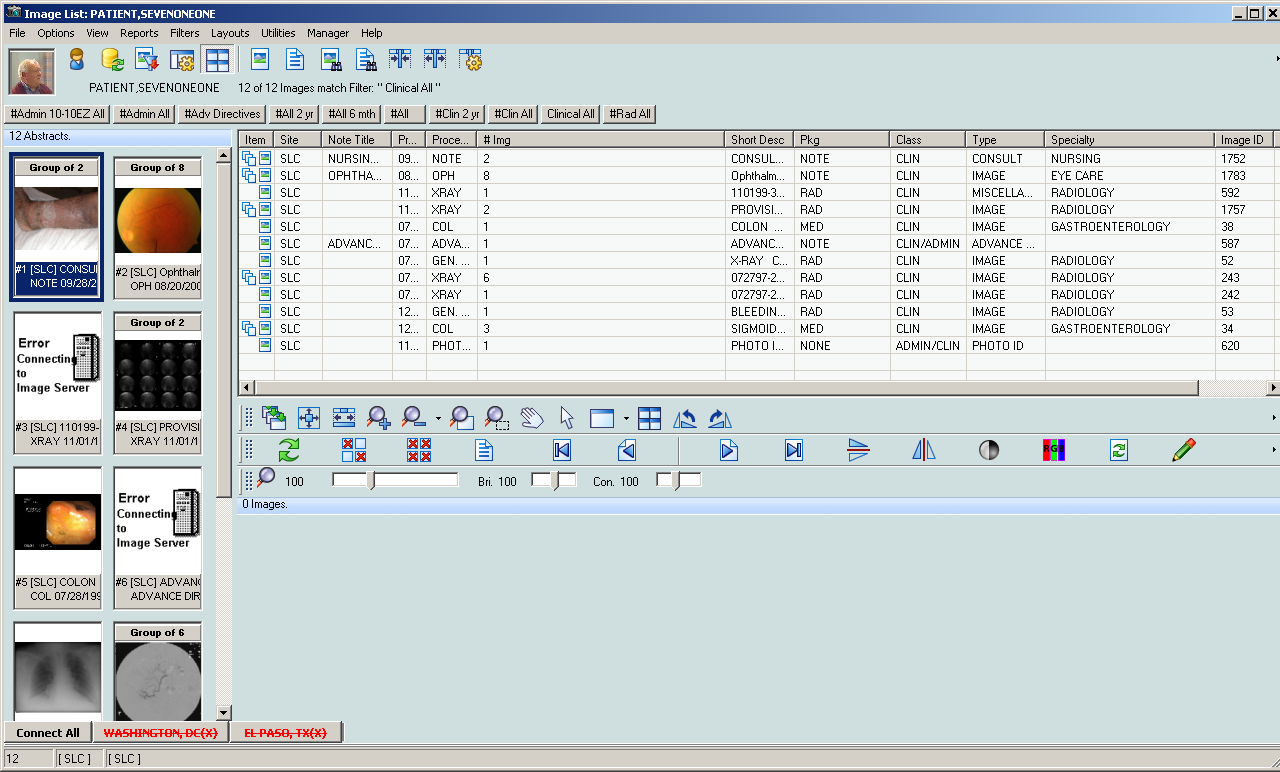 Image List: PATIENT,SEVENONEONE
File Options View Reports Filters Layouts Utilities Manager Help
PATIENT,SEVENONEONE 12 of 12 Images match Filter: " Clinical All "
#Admin 10-10EZ All #Admin All #Adv Directives #All 2 yr #All 6 mth #All #Clin 2 yr #Clin All Clinical All #Rad All
12 Abstracts.
Group of 2
#1 [SLC] CONSUL
NOTE 09/28/2
Group of 8
#2 [SLC] Ophthalm
OPH 08/20/200
Error
Connecting
to
Image Server
#3 [SLC] 110199-
XRAY 11/01/1
Group of 2
#4 [SLC] PROVISI
XRAY 11/01/1
#5 [SLC] COLON
COL 07/28/199
Error
Connecting
to
Image Server
#6 [SLC] ADVANC
ADVANCE DIR
Group of 6
Item Site Note Title Pr... Proce... # Img Short Desc Pkg Class Type Specialty Image ID
SLC NURSIN... 09... NOTE 2 CONSUL... NOTE CLIN CONSULT NURSING 1752
SLC OPHTHA... 08... OPH 8 Ophthalm... NOTE CLIN IMAGE EYE CARE 1783
SLC 11... XRAY 1 110199-3... RAD CLIN MISCELLA... RADIOLOGY 592
SLC 11... XRAY 2 PROVISI... RAD CLIN IMAGE RADIOLOGY 1757
SLC 07... COL 1 COLON ... MED CLIN IMAGE GASTROENTEROLOGY 38
SLC ADVANC... 07... ADVA... 1 ADVANC... NOTE CLIN/ADMIN ADVANCE ... 587
SLC 07... GEN. ... 1 X-RAY C... RAD CLIN IMAGE RADIOLOGY 52
SLC 07... XRAY 6 072797-2... RAD CLIN IMAGE RADIOLOGY 243
SLC 07... XRAY 1 072797-2... RAD CLIN IMAGE RADIOLOGY 242
SLC 12... GEN. ... 1 BLEEDIN... RAD CLIN IMAGE RADIOLOGY 53
SLC 12... COL 3 SIGMOID... MED CLIN IMAGE GASTROENTEROLOGY 34
SLC 11... PHOT... 1 PHOTO I... NONE ADMIN/CLIN PHOTO ID 620
RGB
100 Bri. 100 Con. 100
0 Images.
Connect All WASHINGTON, DC(X) EL PASO, TX(X)
12 [ SLC ] [ SLC ]